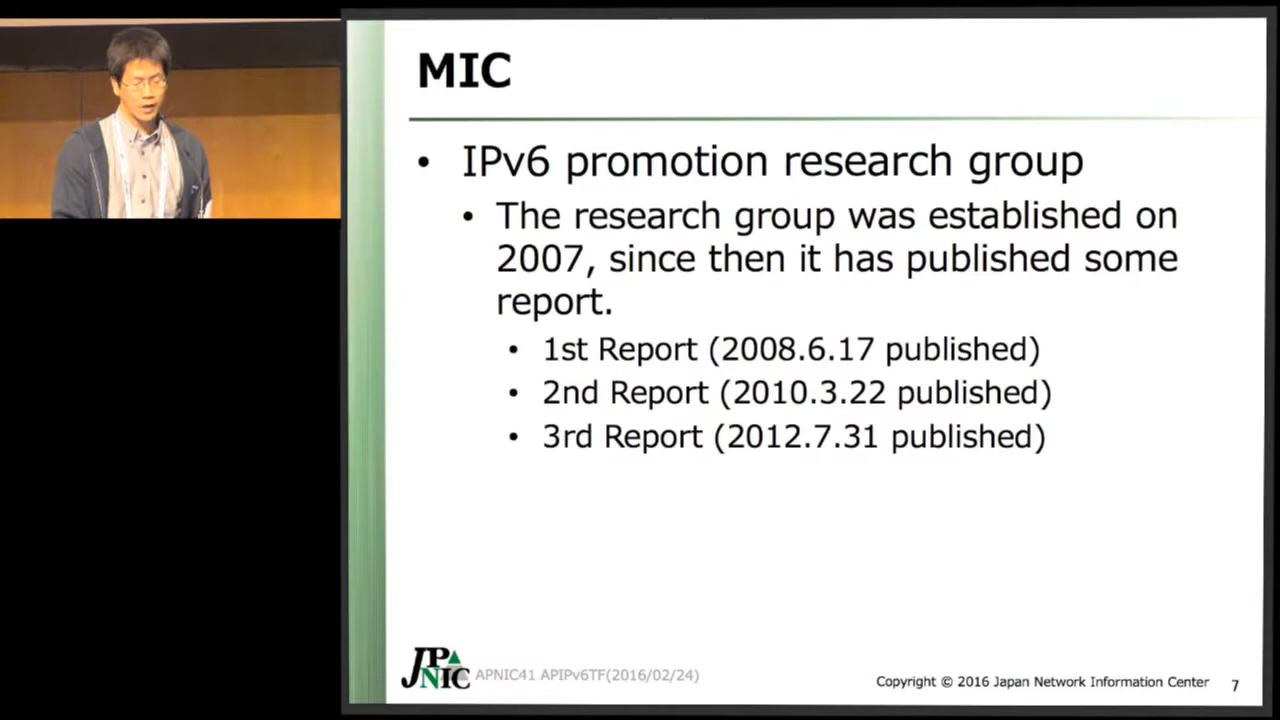 MIC
• IPv6 promotion research group
• The research group was established on
2007, since then it has published some
report.
• 1st Report (2008.6.17 published)
• 2nd Report (2010.3.22 published)
• 3rd Report (2012.7.31 published)
JPNIC
APNIC41 APIPv6TF(2016/02/24)
Copyright © 2016 Japan Network Information Center
7